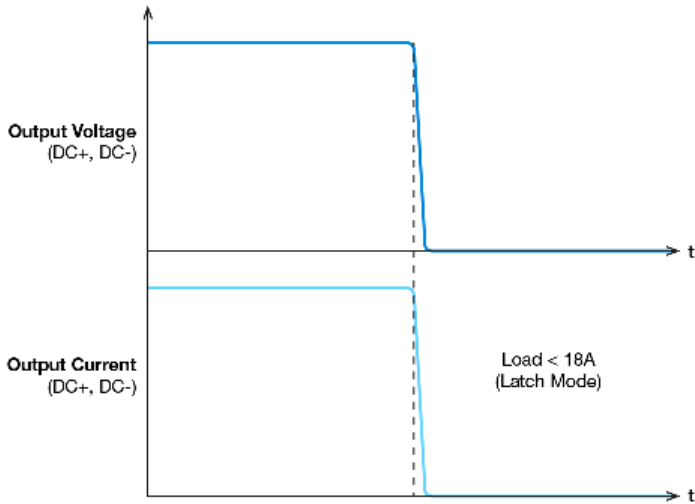 Output Voltage
(DC+, DC-)
t
Output Current
(DC+, DC-)
Load < 18A
(Latch Mode)
t